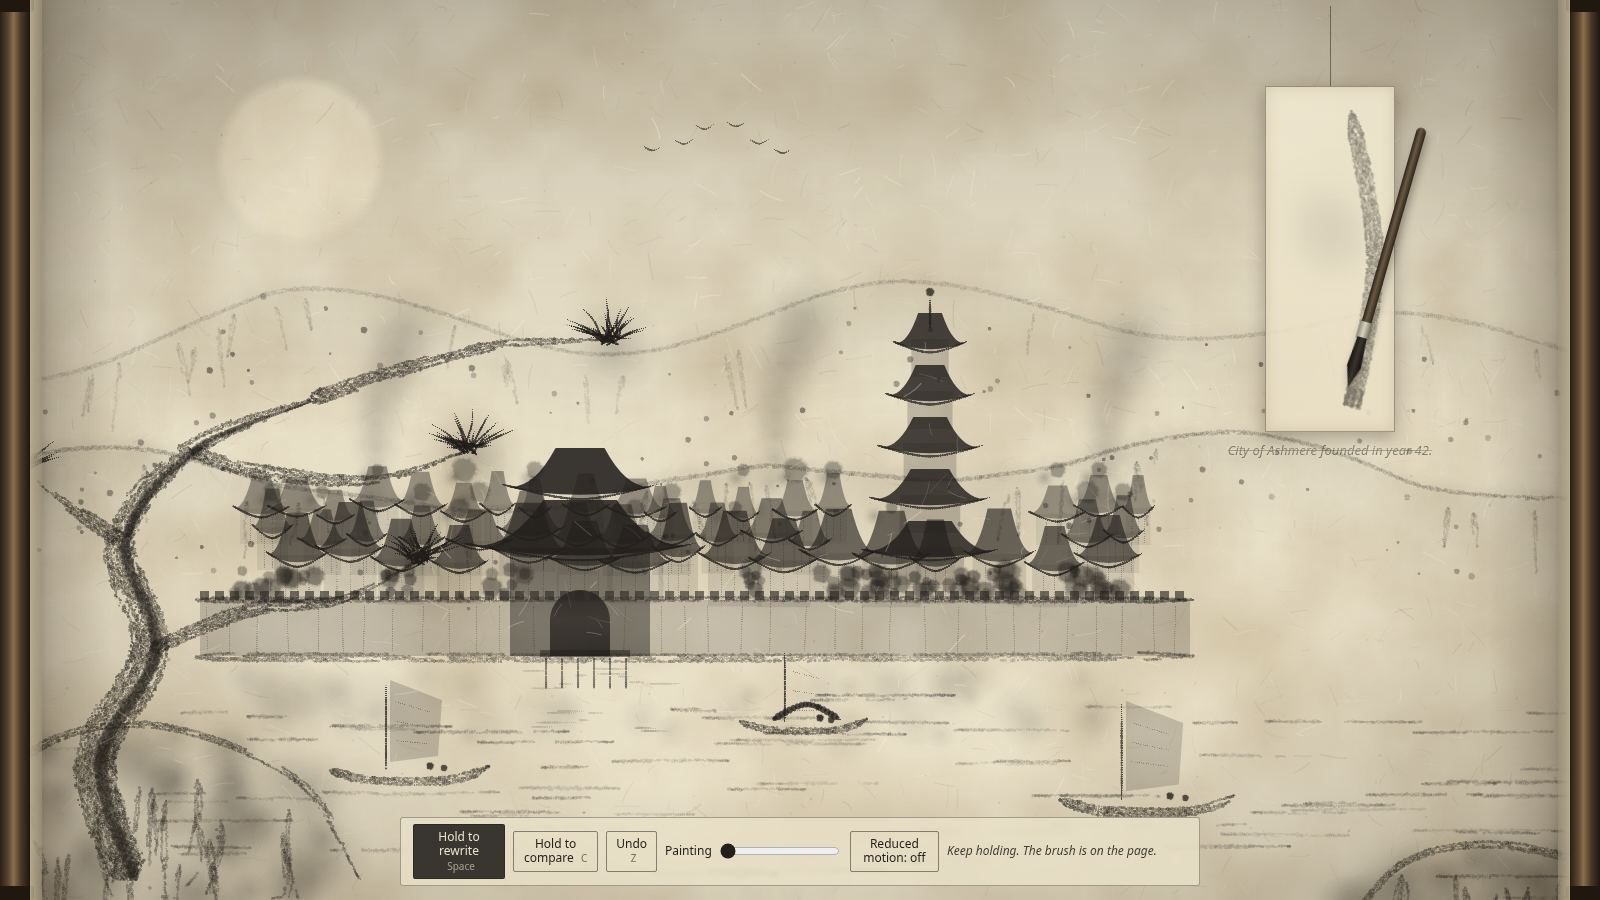 City of Ashmere founded in year 42.
Hold to
rewrite
Space
Hold to
compare C
Undo
Z
Painting
Reduced
motion: off
Keep holding. The brush is on the page.